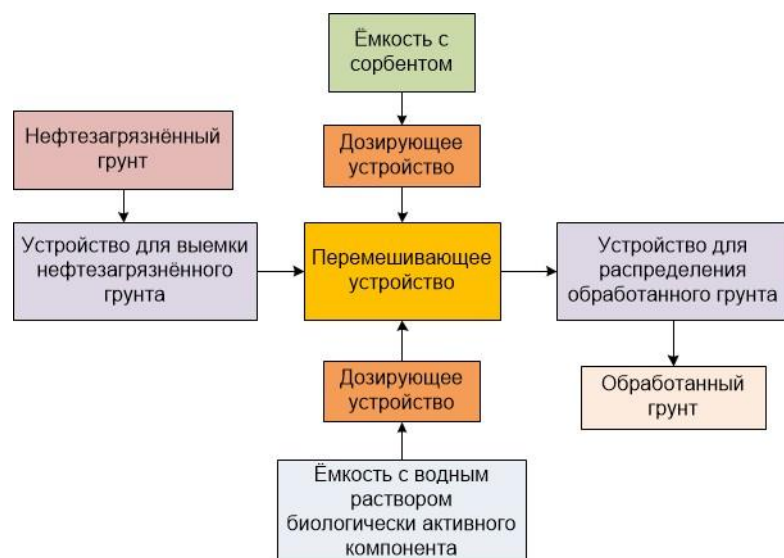 Ёмкость с
сорбентом
Нефтезагрязнённый
грунт
Дозирующее
устройство
Устройство для выемки
нефтезагрязнённого
грунта
Перемешивающее
устройство
Устройство для
распределения
обработанного грунта
Дозирующее
устройство
Обработанный
грунт
Ёмкость с водным
раствором
биологически активного
компонента